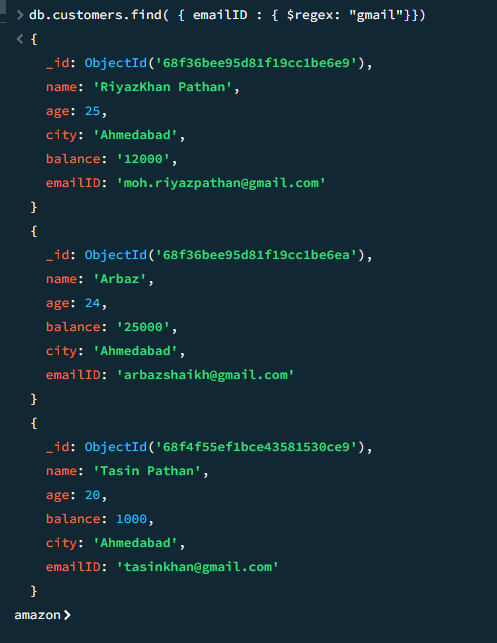 > db.customers.find( { emailID : { $regex: "gmail"}})
< {
_id: ObjectId('68f36bee95d81f19cc1be6e9'),
name: 'RiyazKhan Pathan',
age: 25,
city: 'Ahmedabad',
balance: '12000',
emailID: 'moh.riyazpathan@gmail.com'
}
{
_id: ObjectId('68f36bee95d81f19cc1be6ea'),
name: 'Arbaz',
age: 24,
balance: '25000',
city: 'Ahmedabad',
emailID: 'arbazshaikh@gmail.com'
}
{
_id: ObjectId('68f4f55ef1bce43581530ce9'),
name: 'Tasin Pathan',
age: 20,
balance: 1000,
city: 'Ahmedabad',
emailID: 'tasinkhan@gmail.com'
}
amazon>